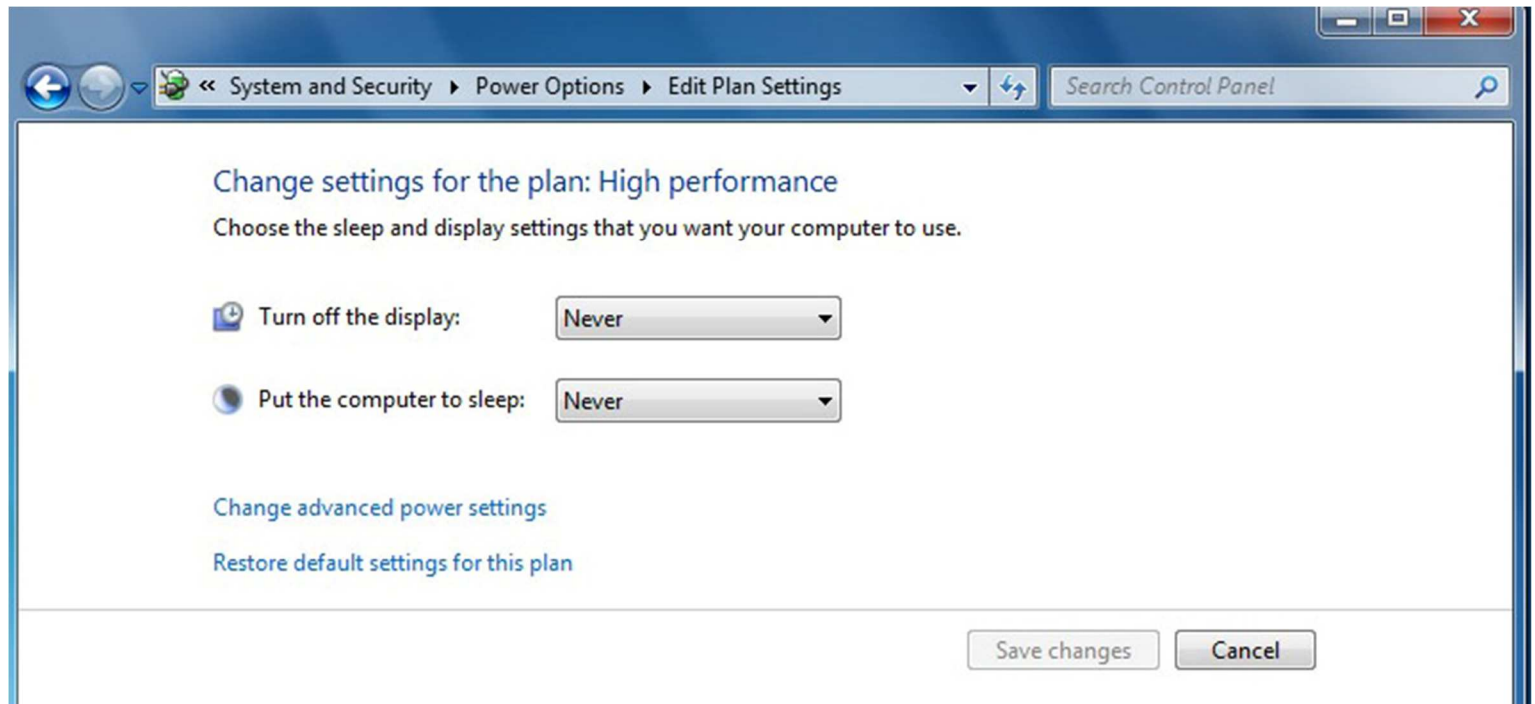 « System and Security ▸ Power Options ▸ Edit Plan Settings
Search Control Panel
Change settings for the plan: High performance
Choose the sleep and display settings that you want your computer to use.
Turn off the display: Never
Put the computer to sleep: Never
Change advanced power settings
Restore default settings for this plan
Save changes Cancel